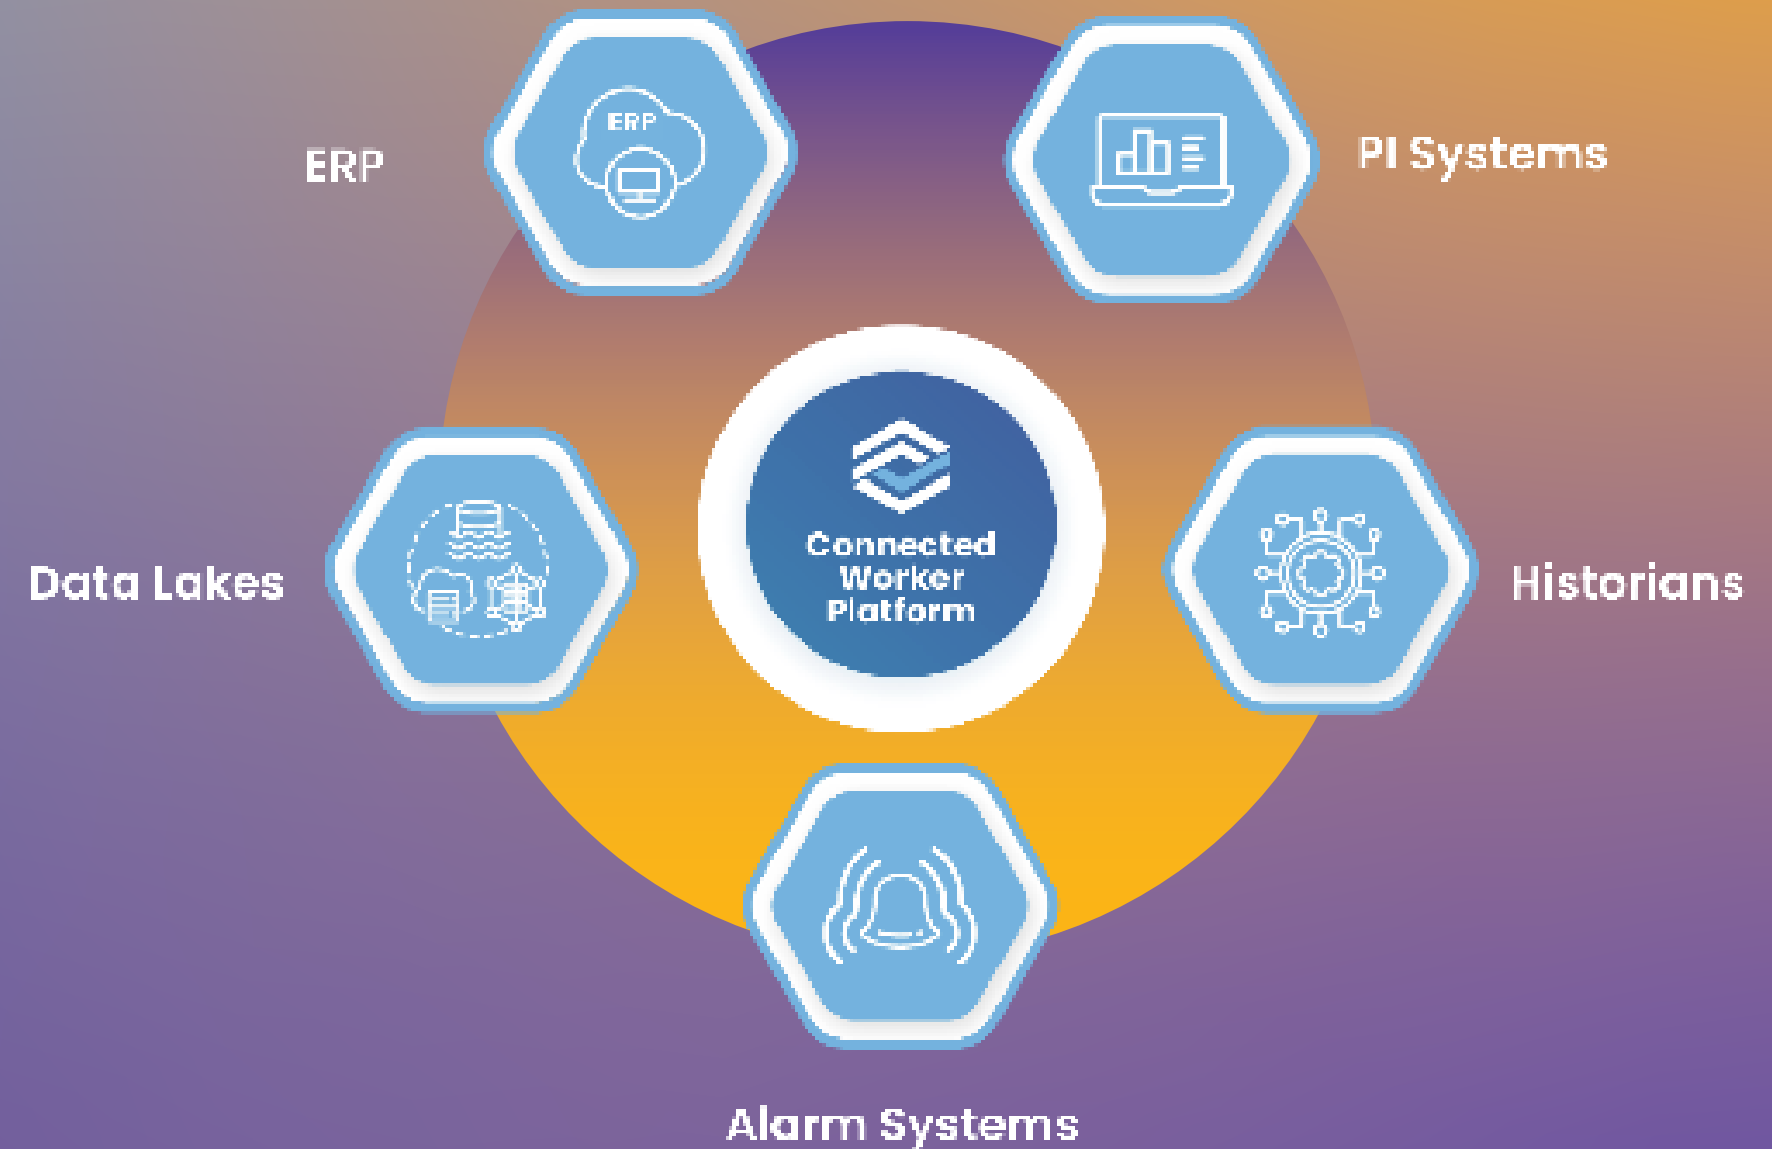 ERP
ERP
PI Systems
Connected
Worker
Platform
Data Lakes
Historians
Alarm Systems